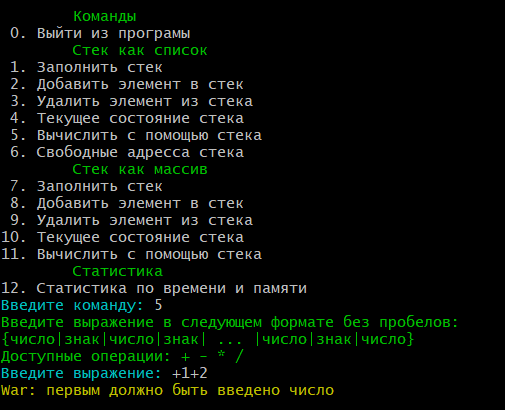 Команды
0. Выйти из програмы
Стек как список
1. Заполнить стек
2. Добавить элемент в стек
3. Удалить элемент из стека
4. Текущее состояние стека
5. Вычислить с помощью стека
6. Свободные адресса стека
Стек как массив
7. Заполнить стек
8. Добавить элемент в стек
9. Удалить элемент из стека
10. Текущее состояние стека
11. Вычислить с помощью стека
Статистика
12. Статистика по времени и памяти
Введите команду: 5
Введите выражение в следующем формате без пробелов:
{число|знак|число|знак| ... |число|знак|число}
Доступные операции: + - * /
Введите выражение: +1+2
War: первым должно быть введено число